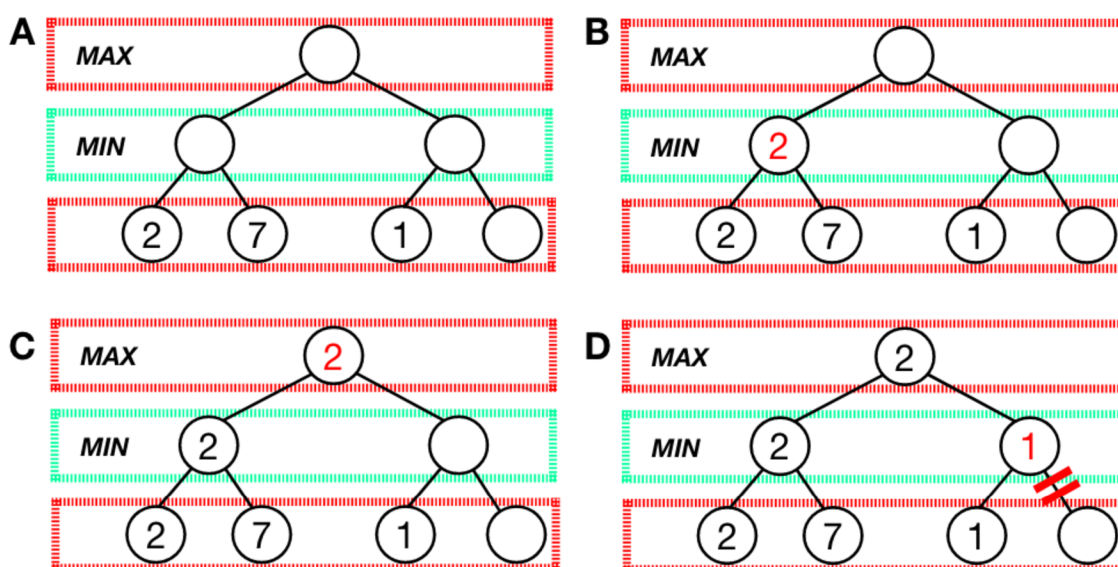 A
MAX
MIN
2 7 1
B
MAX
MIN 2
2 7 1
C
MAX 2
MIN 2
2 7 1
D
MAX 2
MIN 2 1
2 7 1